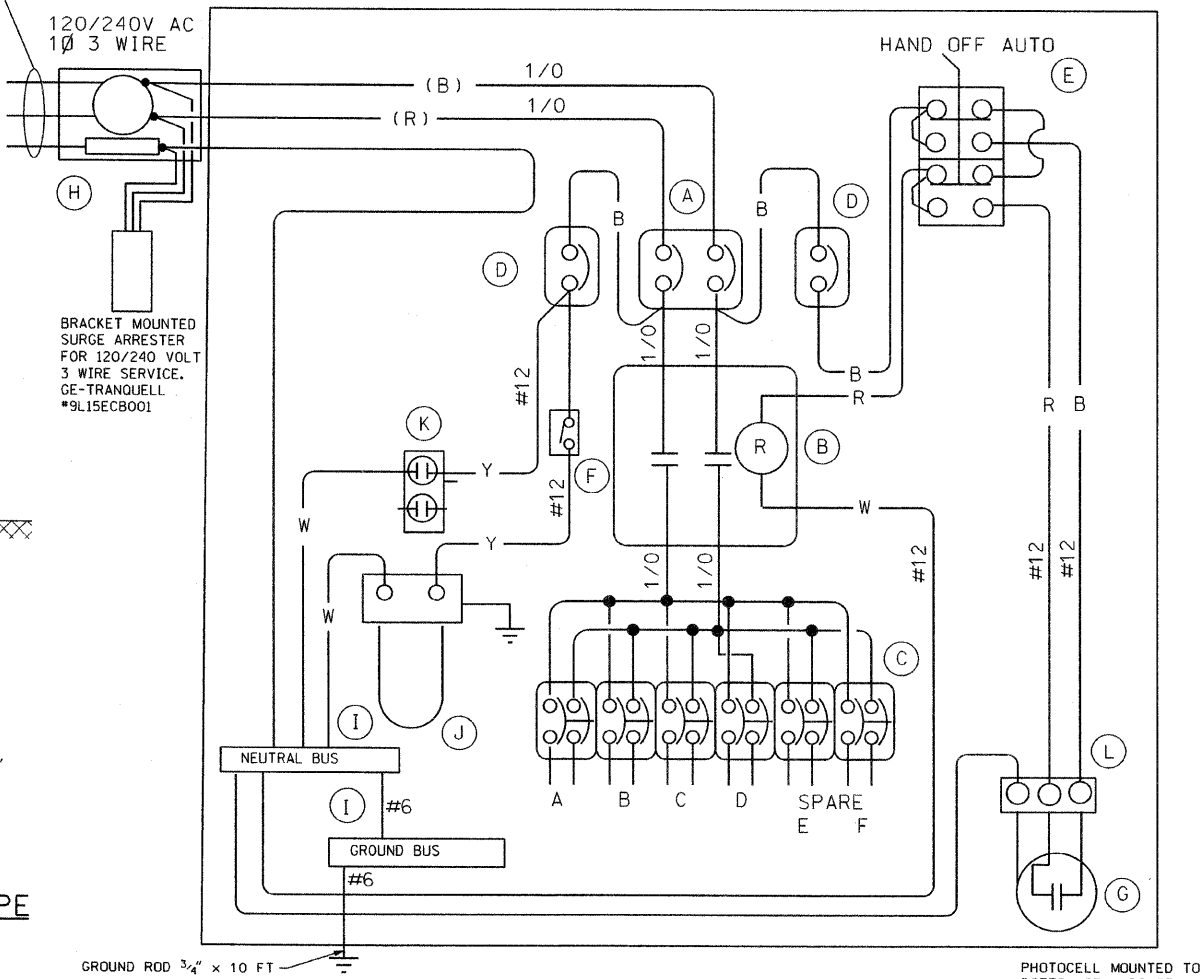 120/240V AC
1Ø 3 WIRE
HAND OFF AUTO
E
(B)
1/0
(R)
1/0
H
A
B
B
D
D
BRACKET MOUNTED
SURGE ARRESTER
FOR 120/240 VOLT
3 WIRE SERVICE.
GE-TRANQUELL
#9L15ECB001
1/0
1/0
#12
B
R
R
B
K
R
B
Y
F
#12
W
W
Y
1/0
1/0
#12
#12
#12
W
C
I
J
NEUTRAL BUS
L
I
#6
A
B
C
D
SPARE
E
F
GROUND BUS
#6
G
PE
GROUND ROD 3/4" x 10 FT
PHOTOCELL MOUNTED TO